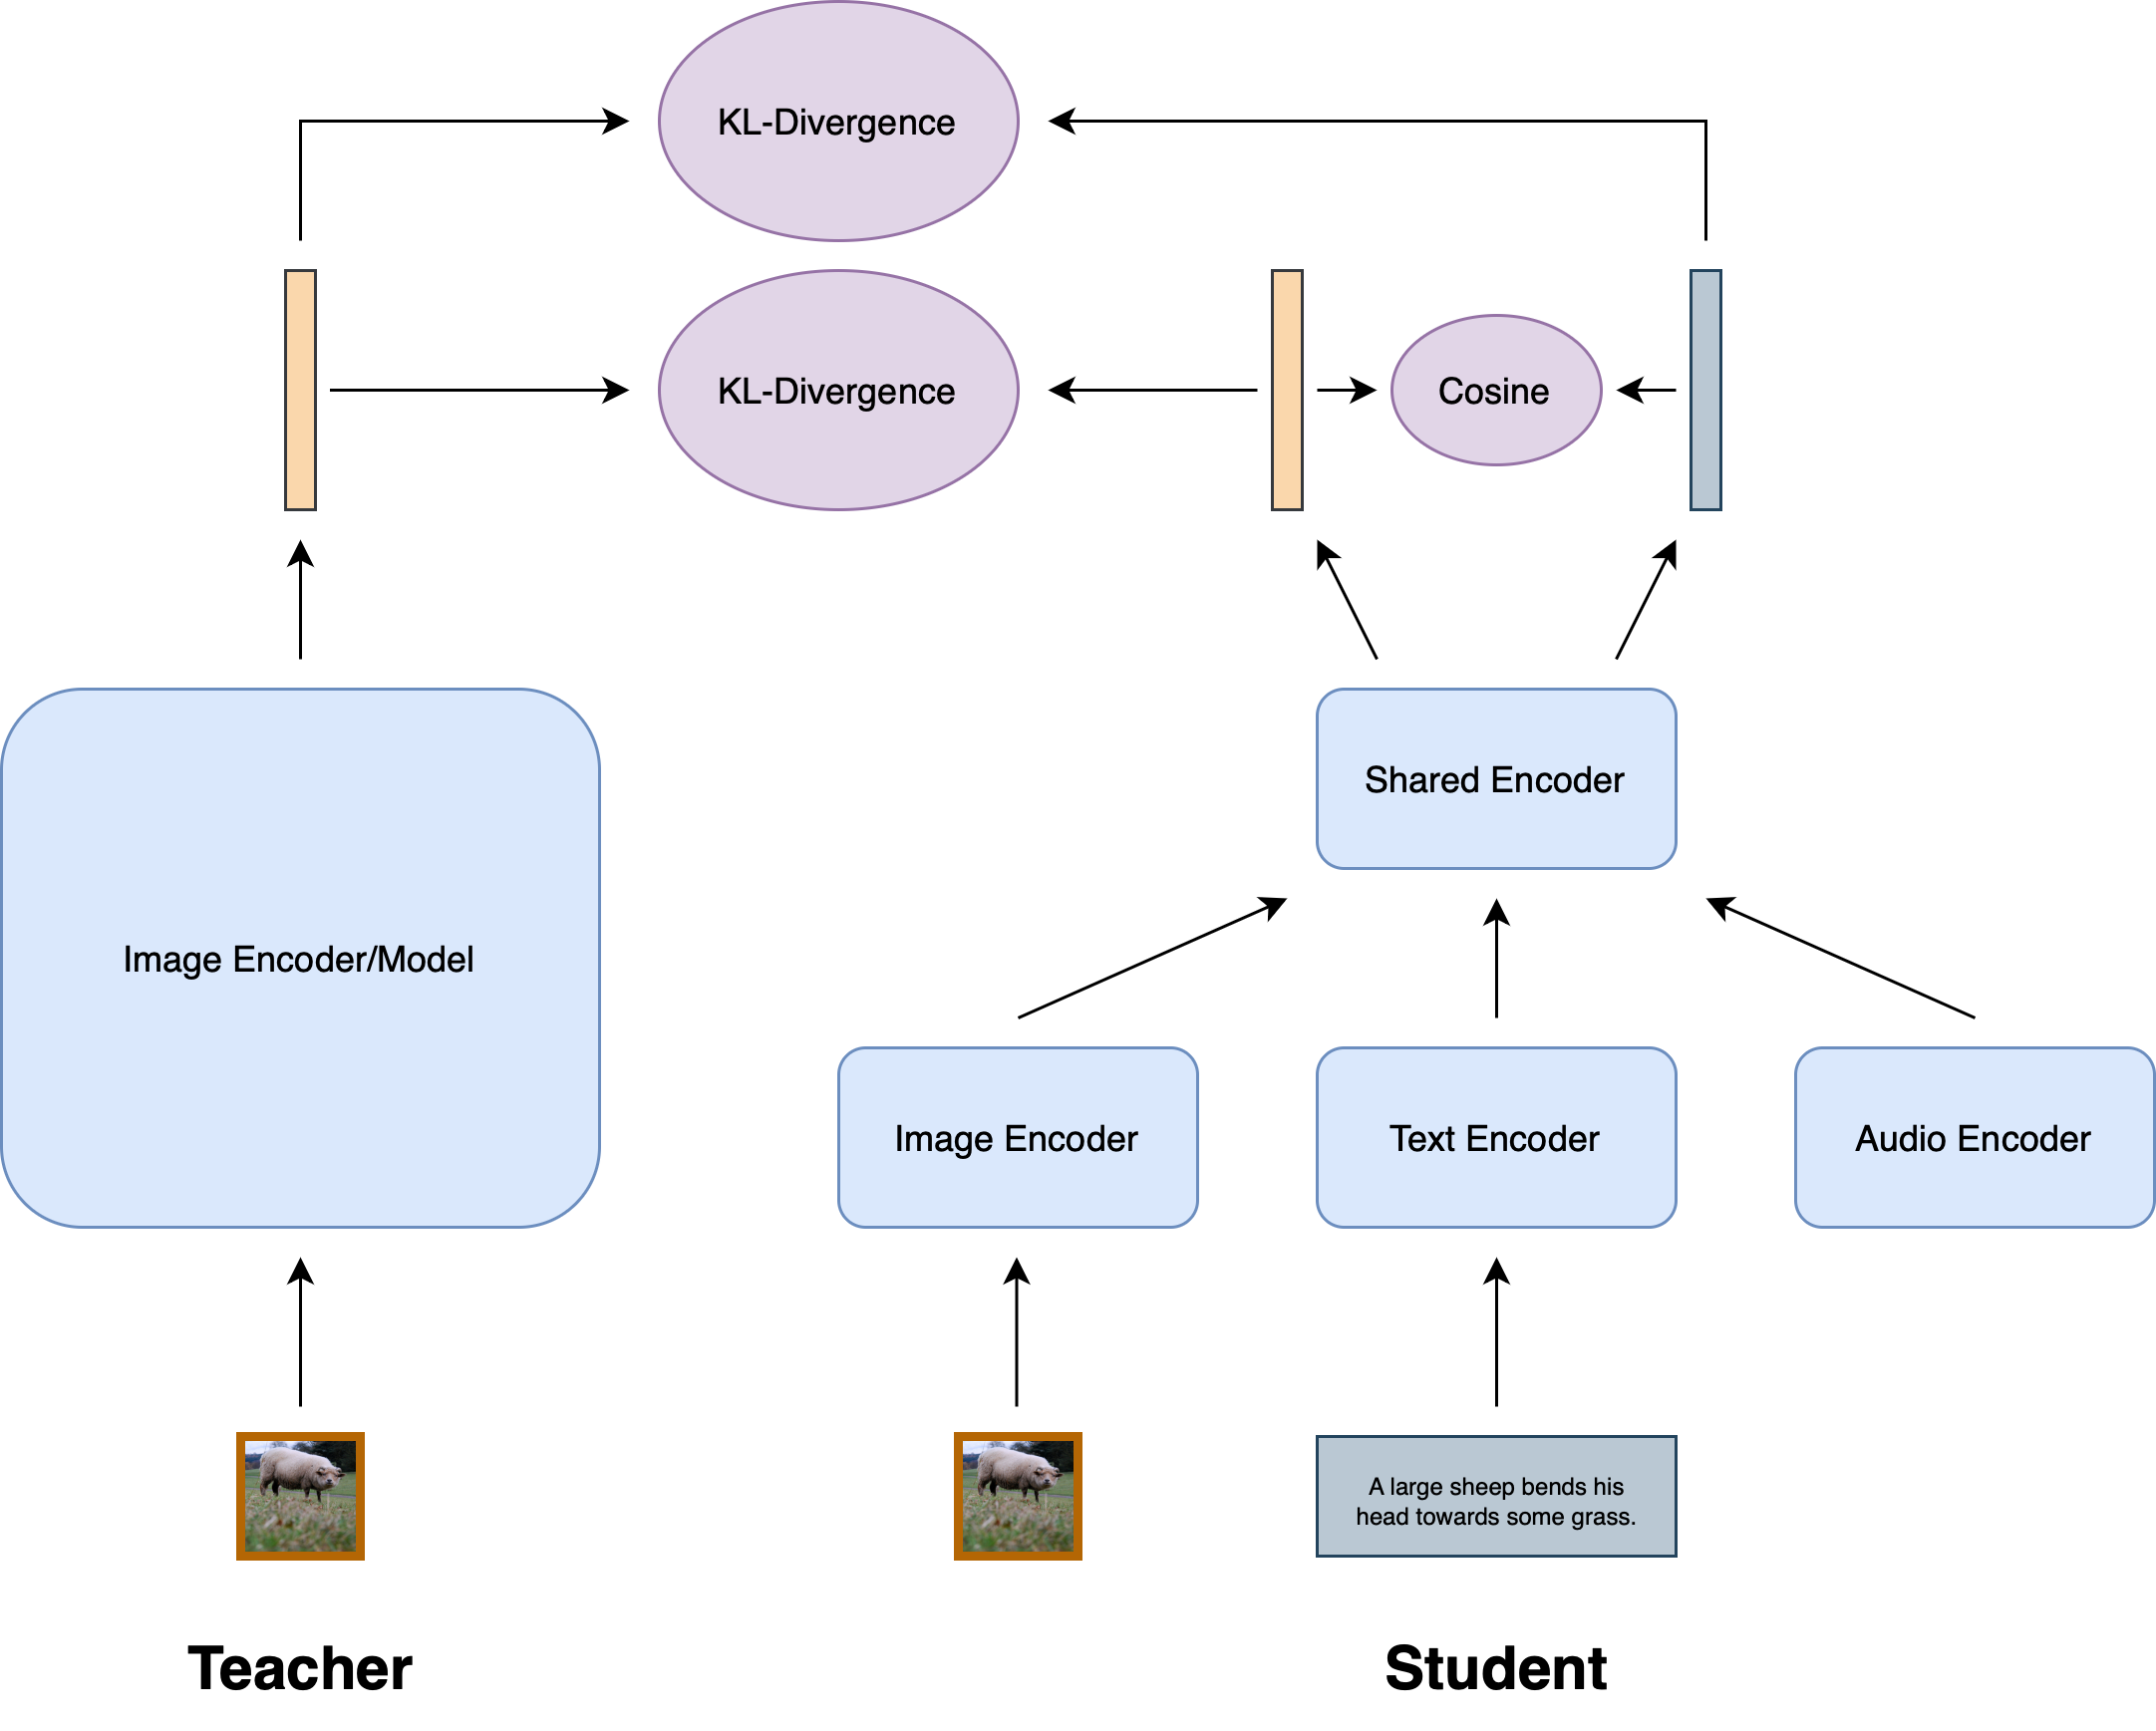 KL-Divergence
KL-Divergence
Cosine
Shared Encoder
Image Encoder/Model
Image Encoder
Text Encoder
Audio Encoder
A large sheep bends his
head towards some grass.
Teacher
Student